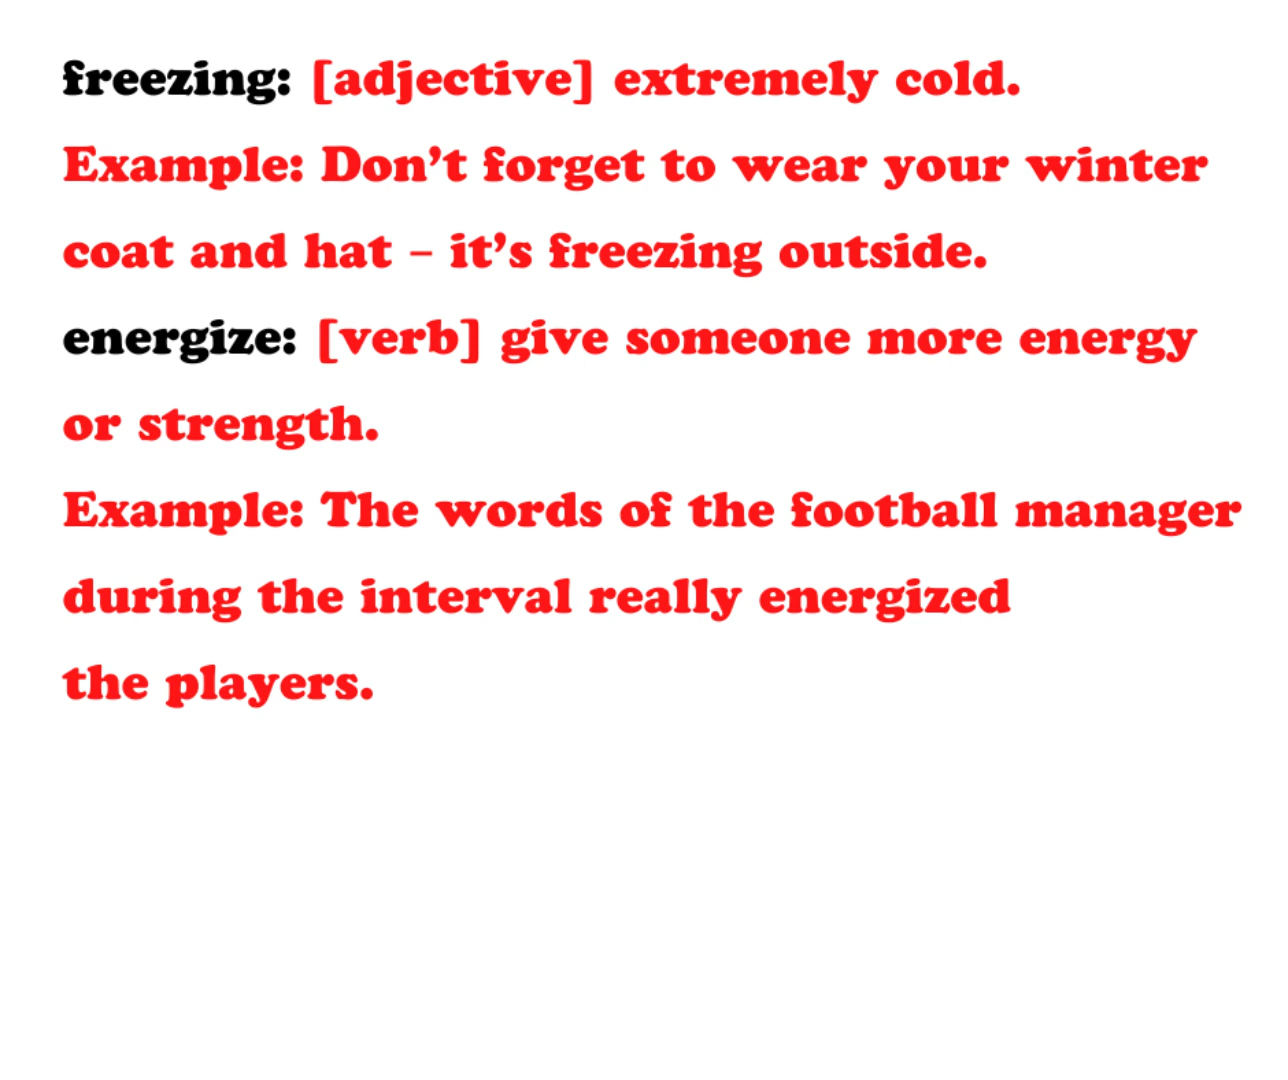 freezing: [adjective] extremely cold.
Example: Don’t forget to wear your winter
coat and hat – it’s freezing outside.
energize: [verb] give someone more energy
or strength.
Example: The words of the football manager
during the interval really energized
the players.